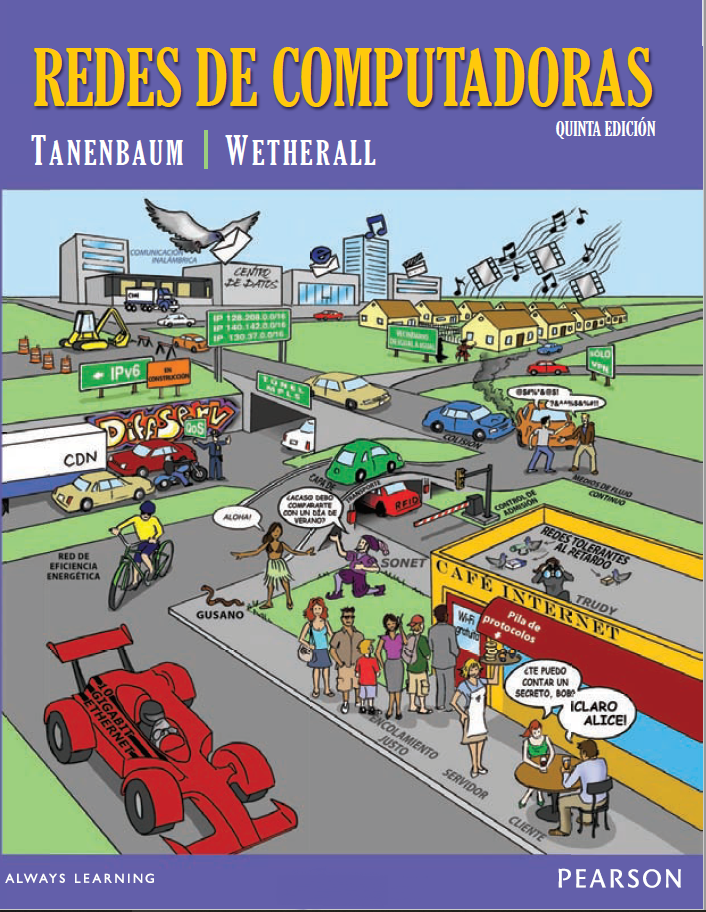 REDES DE COMPUTADORAS
QUINTA EDICIÓN
TANENBAUM | WETHERALL
COMUNICACIÓN
INALÁMBRICA
CENTRO
DE DATOS
IP 128.208.0.0/16
IP 140.142.0.0/16
IP 130.37.0.0/16
VECINDARIO
DE IGUAL A IGUAL
SÓLO
VPN
IPv6
EN
CONSTRUCCIÓN
TÚNEL
MPLS
@$#%*&@$!
COLISIÓN
DiffServ
QoS
CDN
MEDIOS DE FLUJO
CONTINUO
CAPA DE
TRANSPORTE
RFID
CONTROL DE
ADMISIÓN
¡ALOHA!
¿ACASO DEBO
COMPARARTE
CON UN DÍA DE
VERANO?
RED DE
EFICIENCIA
ENERGÉTICA
SONET
GUSANO
REDES TOLERANTES
AL RETARDO
TRUDY
CAFÉ INTERNET
Wi-Fi
gratuito
Pila de
protocolos
¿TE PUEDO
CONTAR UN
SECRETO, BOB?
¡CLARO
ALICE!
10
GIGABIT
ETHERNET
ENCOLAMIENTO
JUSTO
SERVIDOR
CLIENTE
ALWAYS LEARNING
PEARSON